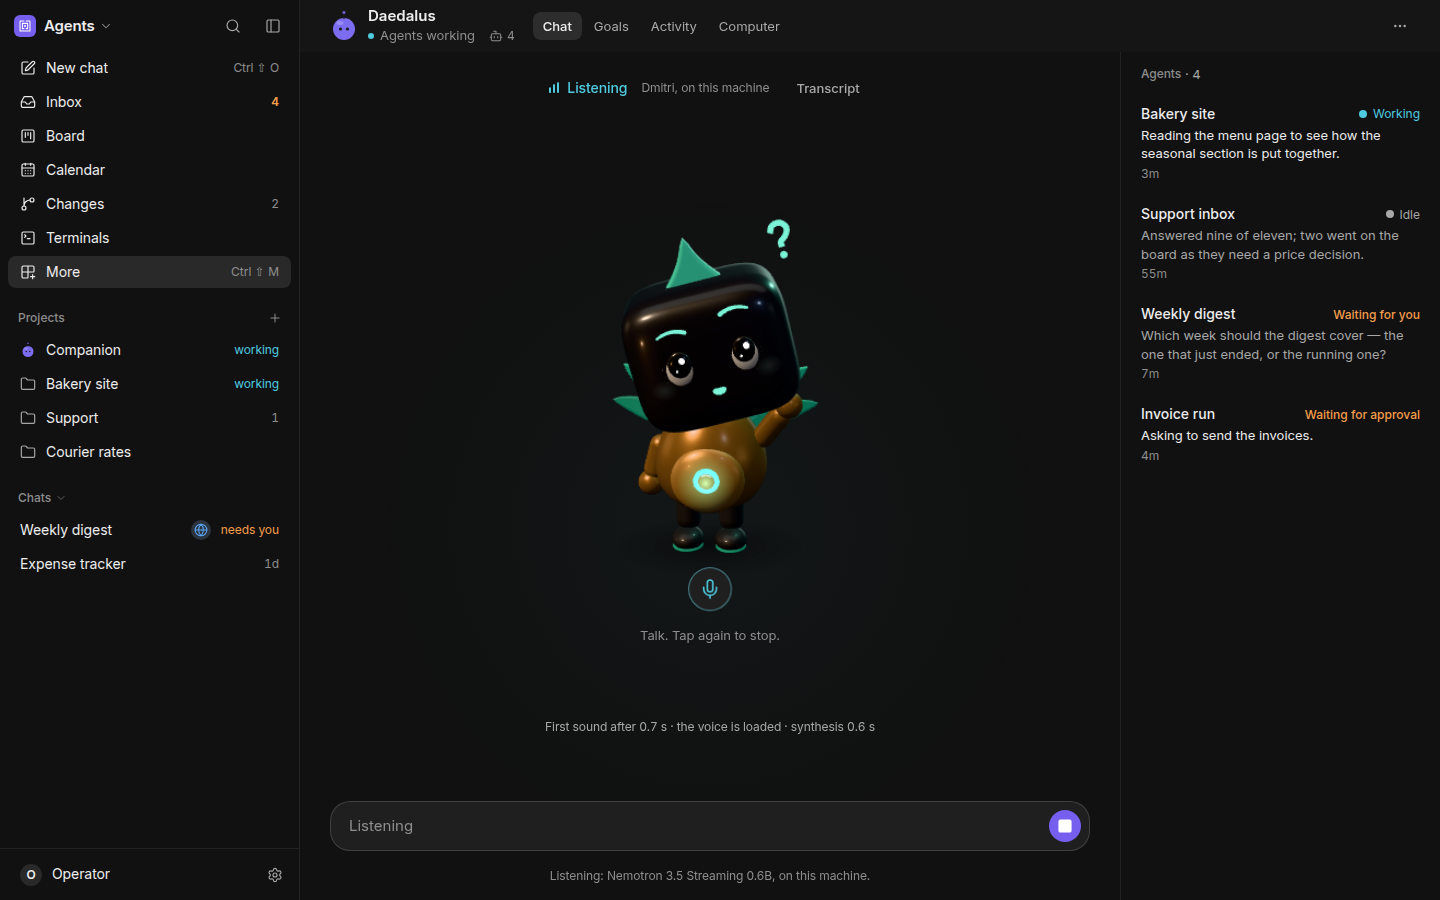 Agents
New chat
Ctrl ⇧ O
Inbox
4
Board
Calendar
Changes
2
Terminals
More
Ctrl ⇧ M
Projects
Companion
working
Bakery site
working
Support
1
Courier rates
Chats
Weekly digest
needs you
Expense tracker
1d
O
Operator
Daedalus
Agents working
4
Chat
Goals
Activity
Computer
Listening
Dmitri, on this machine
Transcript
?
Talk. Tap again to stop.
First sound after 0.7 s · the voice is loaded · synthesis 0.6 s
Listening
Listening: Nemotron 3.5 Streaming 0.6B, on this machine.
Agents · 4
Bakery site
Working
Reading the menu page to see how the
seasonal section is put together.
3m
Support inbox
Idle
Answered nine of eleven; two went on the
board as they need a price decision.
55m
Weekly digest
Waiting for you
Which week should the digest cover — the
one that just ended, or the running one?
7m
Invoice run
Waiting for approval
Asking to send the invoices.
4m